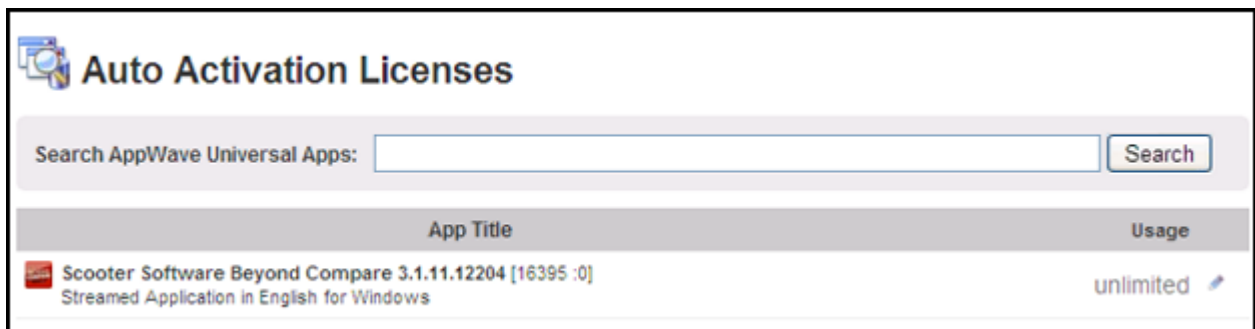 Auto Activation Licenses
Search AppWave Universal Apps:
Search
App Title
Usage
Scooter Software Beyond Compare 3.1.11.12204 [16395 :0]
unlimited
Streamed Application in English for Windows